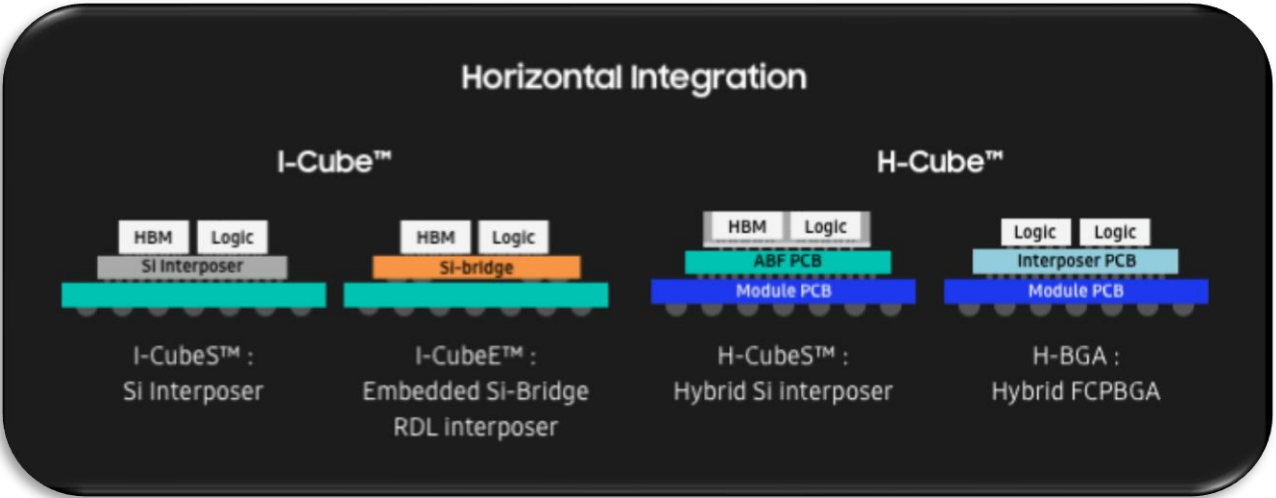 Horizontal Integration
I-Cube™
H-Cube™
HBM Logic
Si Interposer
I-CubeS™ :
Si Interposer
HBM Logic
Si-bridge
I-CubeE™ :
Embedded Si-Bridge
RDL interposer
HBM Logic
ABF PCB
Module PCB
H-CubeS™ :
Hybrid Si interposer
Logic Logic
Interposer PCB
Module PCB
H-BGA :
Hybrid FCPBGA